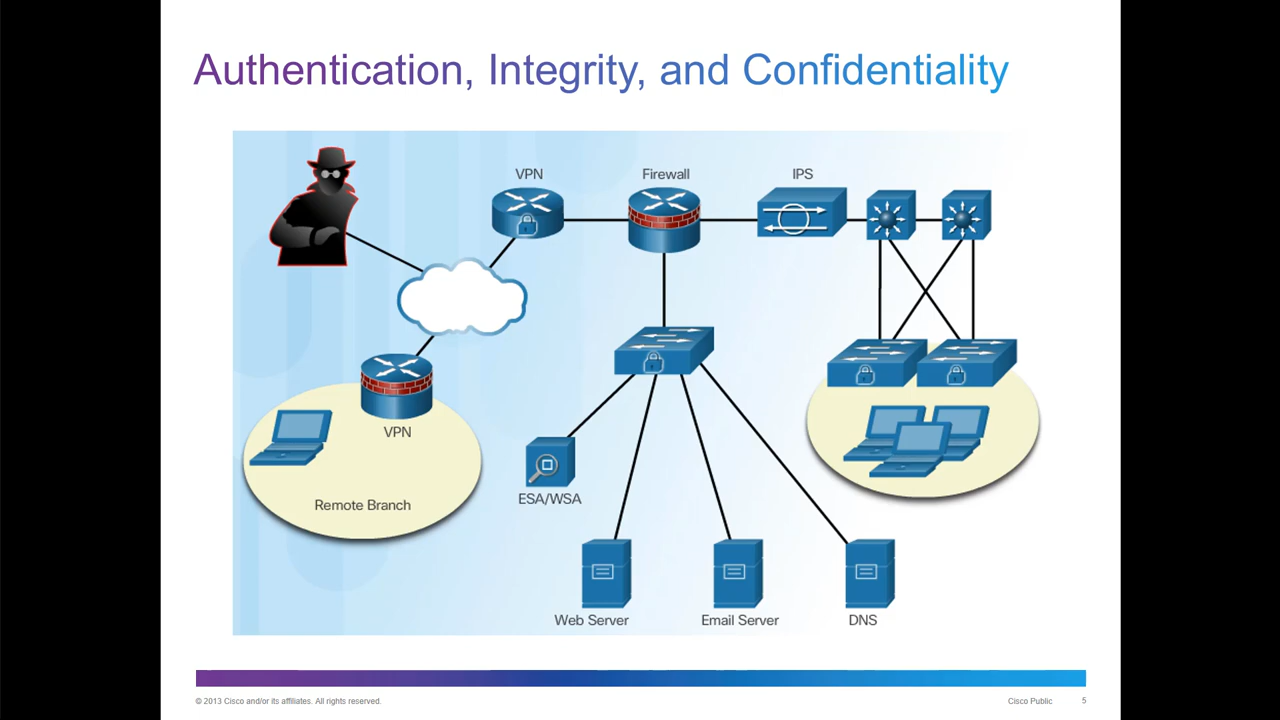 Authentication, Integrity, and Confidentiality
VPN
Firewall
IPS
VPN
Remote Branch
ESA/WSA
Web Server
Email Server
DNS
© 2013 Cisco and/or its affiliates. All rights reserved.
Cisco Public
5